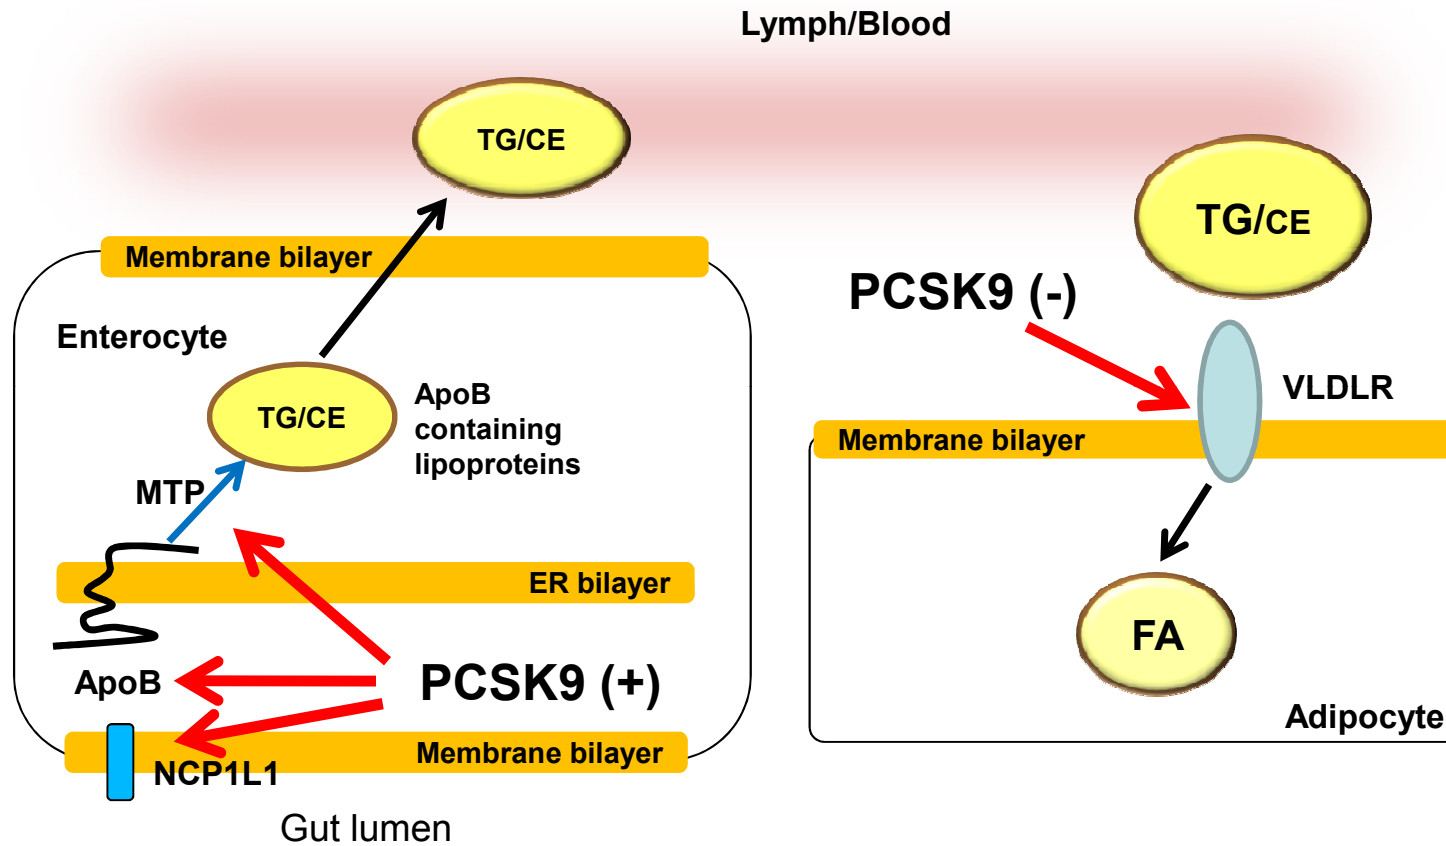 Lymph/Blood
TG/CE
TG/CE
Membrane bilayer
PCSK9 (-)
Enterocyte
TG/CE
ApoB
containing
lipoproteins
VLDLR
Membrane bilayer
MTP
ER bilayer
FA
ApoB
PCSK9 (+)
Adipocyte
Membrane bilayer
NCP1L1
Gut lumen